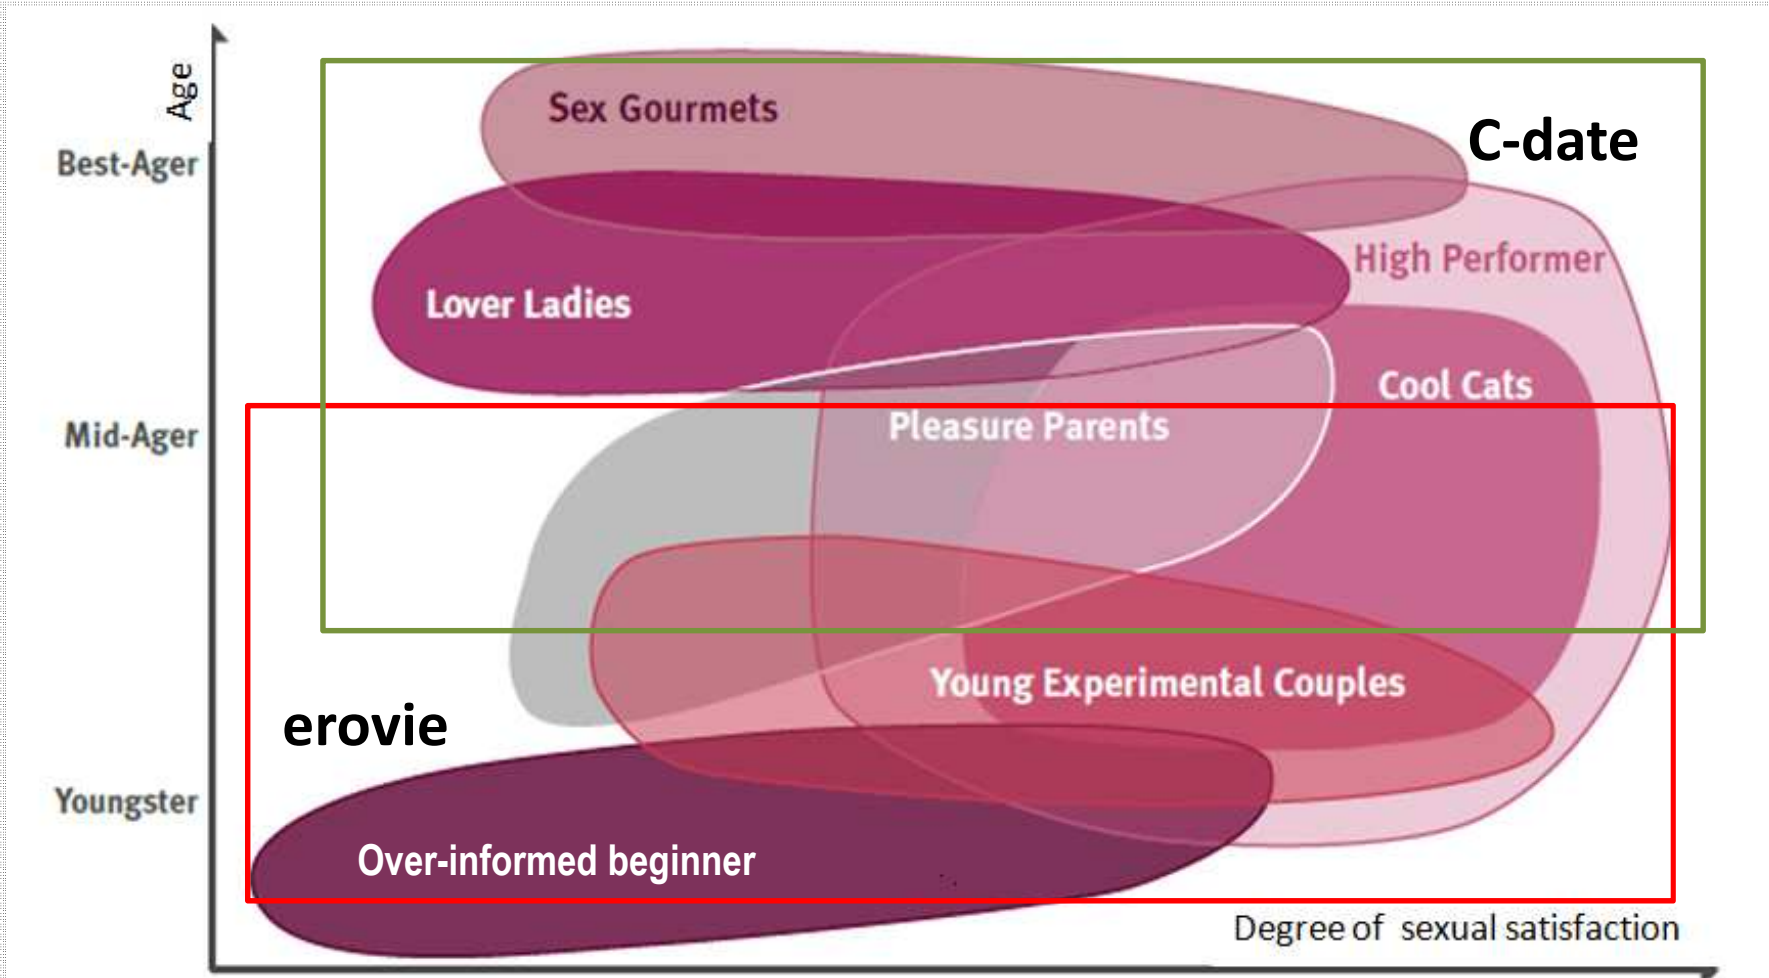 Age
Sex Gourmets
C-date
Best-Ager
High Performer
Lover Ladies
Cool Cats
Pleasure Parents
Mid-Ager
Young Experimental Couples
erovie
Youngster
Over-informed beginner
Degree of sexual satisfaction